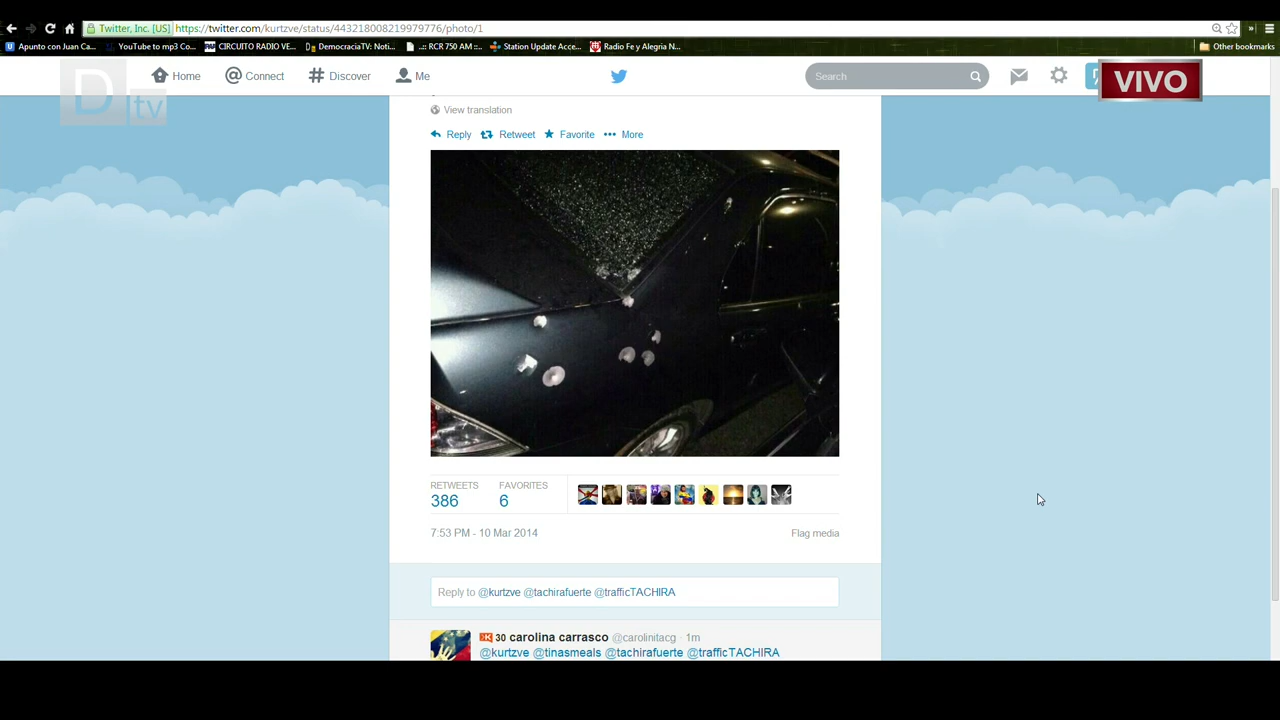 Twitter, Inc. [US] https://twitter.com/kurtzve/status/443218008219979776/photo/1
Apunto con Juan Ca... YouTube to mp3 Co... CIRCUITO RADIO VE... DemocraciaTV: Noti... ..:: RCR 750 AM ::.. Station Update Acce... Radio Fe y Alegria N... Other bookmarks
D tv Home Connect Discover Me Search VIVO
View translation
Reply Retweet Favorite More
RETWEETS FAVORITES
386 6
7:53 PM - 10 Mar 2014 Flag media
Reply to @kurtzve @tachirafuerte @trafficTACHIRA
30 carolina carrasco @carolinitacg · 1m
@kurtzve @tinasmeals @tachirafuerte @trafficTACHIRA